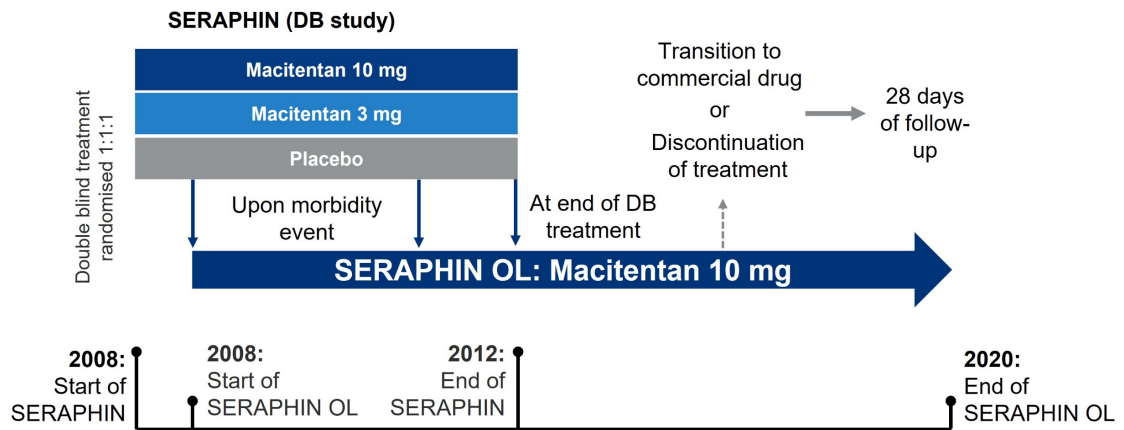 SERAPHIN (DB study)
Double blind treatment
randomised 1:1:1
Macitentan 10 mg
Macitentan 3 mg
Placebo
Upon morbidity
event
At end of DB
treatment
Transition to
commercial drug
or
Discontinuation
of treatment
28 days
of follow-
up
SERAPHIN OL: Macitentan 10 mg
2008:
Start of
SERAPHIN
2008:
Start of
SERAPHIN OL
2012:
End of
SERAPHIN
2020:
End of
SERAPHIN OL